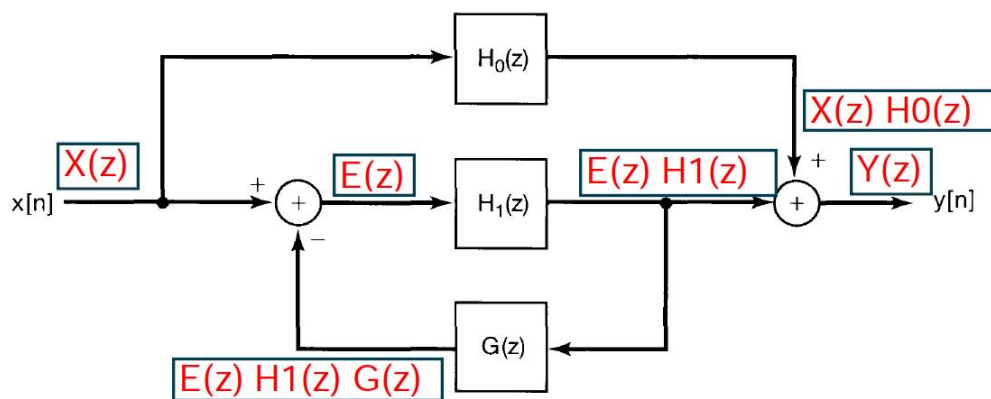 H₀(z)
X(z) H0(z)
+
X(z)
E(z)
E(z) H1(z)
Y(z)
x[n]
+
+
H₁(z)
+
y[n]
−
G(z)
E(z) H1(z) G(z)